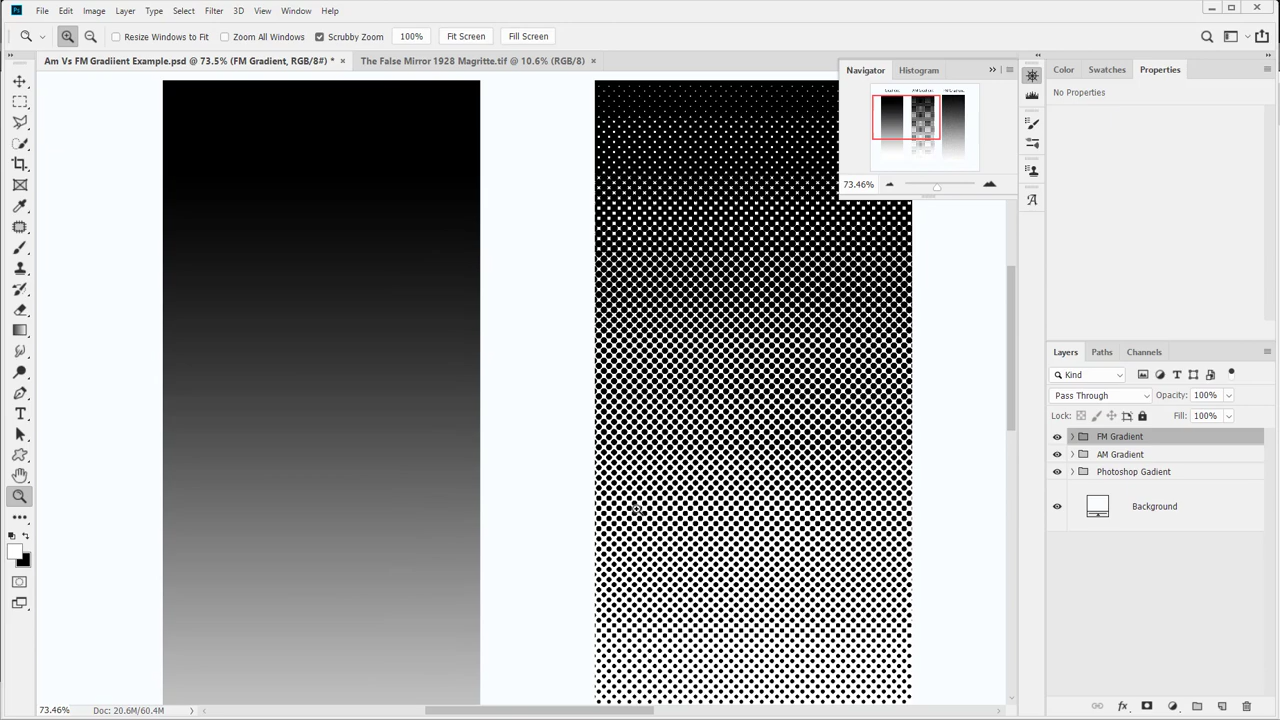 Ps File Edit Image Layer Type Select Filter 3D View Window Help
Resize Windows to Fit Zoom All Windows Scrubby Zoom 100% Fit Screen Fill Screen
Am Vs FM Gradiient Example.psd @ 73.5% (FM Gradient, RGB/8#) * × The False Mirror 1928 Magritte.tif @ 10.6% (RGB/8) ×
Navigator Histogram
73.46%
Color Swatches Properties
No Properties
Layers Paths Channels
Kind
Pass Through Opacity: 100%
Lock: Fill: 100%
FM Gradient
AM Gradient
Photoshop Gadient
Background
73.46% Doc: 20.6M/60.4M